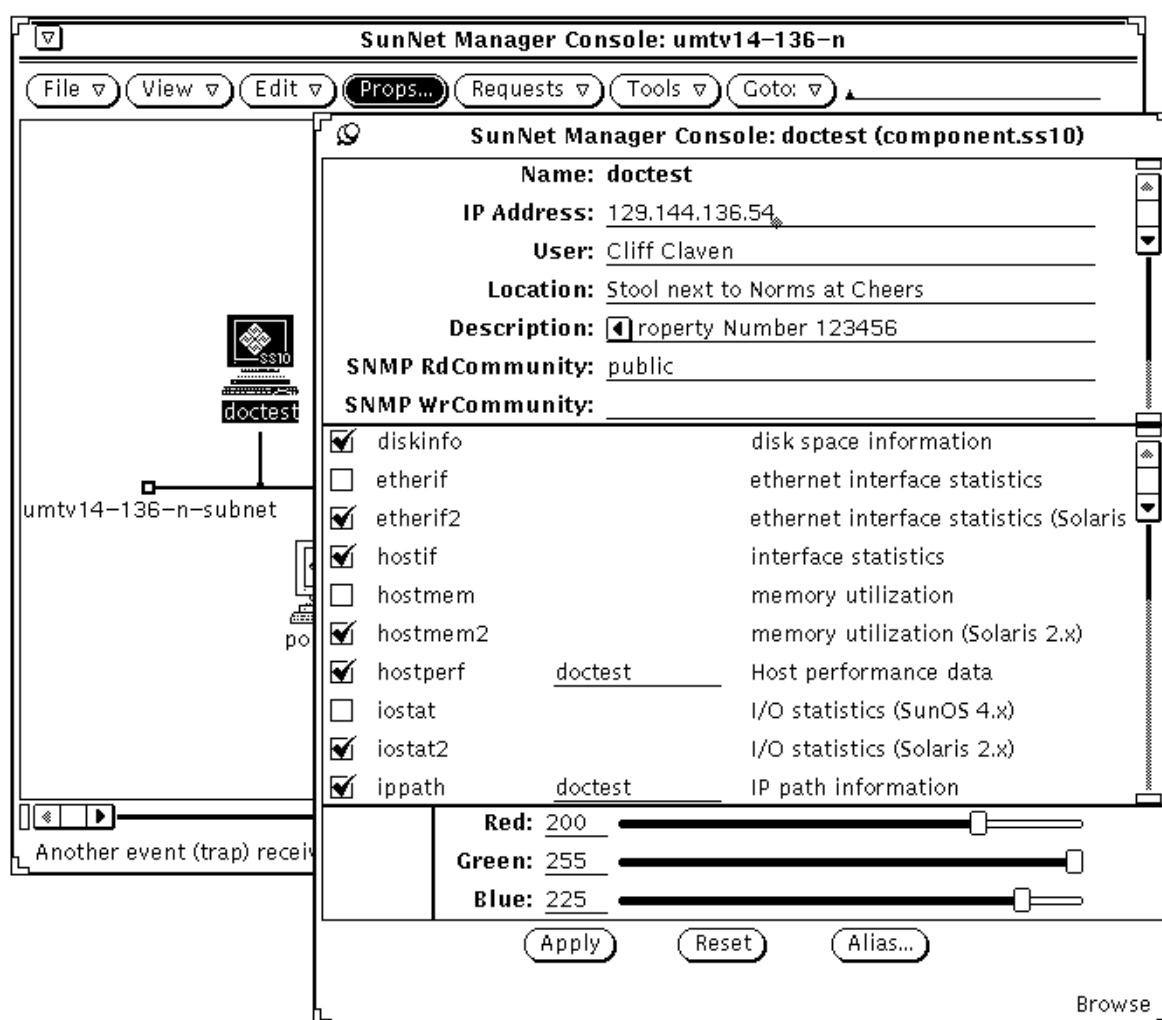 SunNet Manager Console: umtv14-136-n
File View Edit Props... Requests Tools Goto:
SS10
doctest
umtv14-136-n-subnet
po
Another event (trap) recei
SunNet Manager Console: doctest (component.ss10)
Name: doctest
IP Address: 129.144.136.54
User: Cliff Claven
Location: Stool next to Norms at Cheers
Description: roperty Number 123456
SNMP RdCommunity: public
SNMP WrCommunity:
diskinfo disk space information
etherif ethernet interface statistics
etherif2 ethernet interface statistics (Solaris
hostif interface statistics
hostmem memory utilization
hostmem2 memory utilization (Solaris 2.x)
hostperf doctest Host performance data
iostat I/O statistics (SunOS 4.x)
iostat2 I/O statistics (Solaris 2.x)
ippath doctest IP path information
Red: 200
Green: 255
Blue: 225
Apply Reset Alias...
Browse